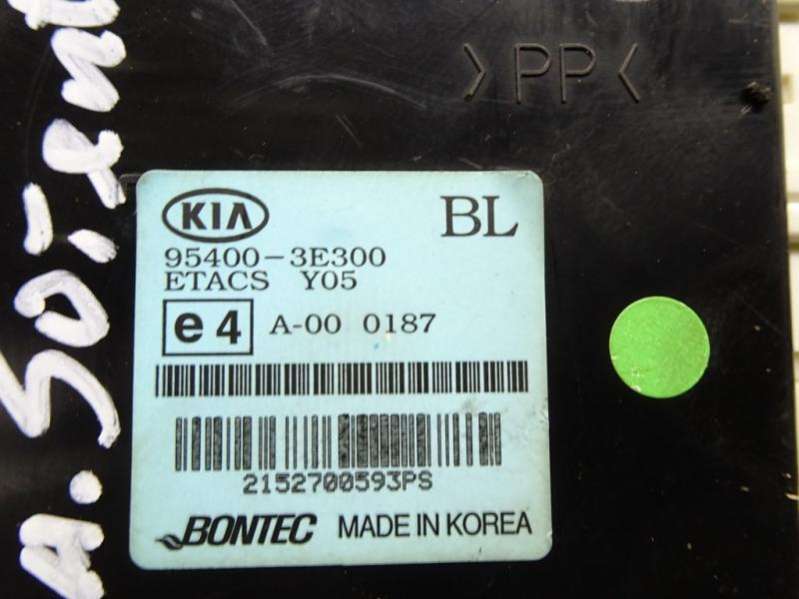 >PP<
KIA
BL
95400-3E300
ETACS Y05
e4 A-00 0187
2152700593PS
BONTEC MADE IN KOREA